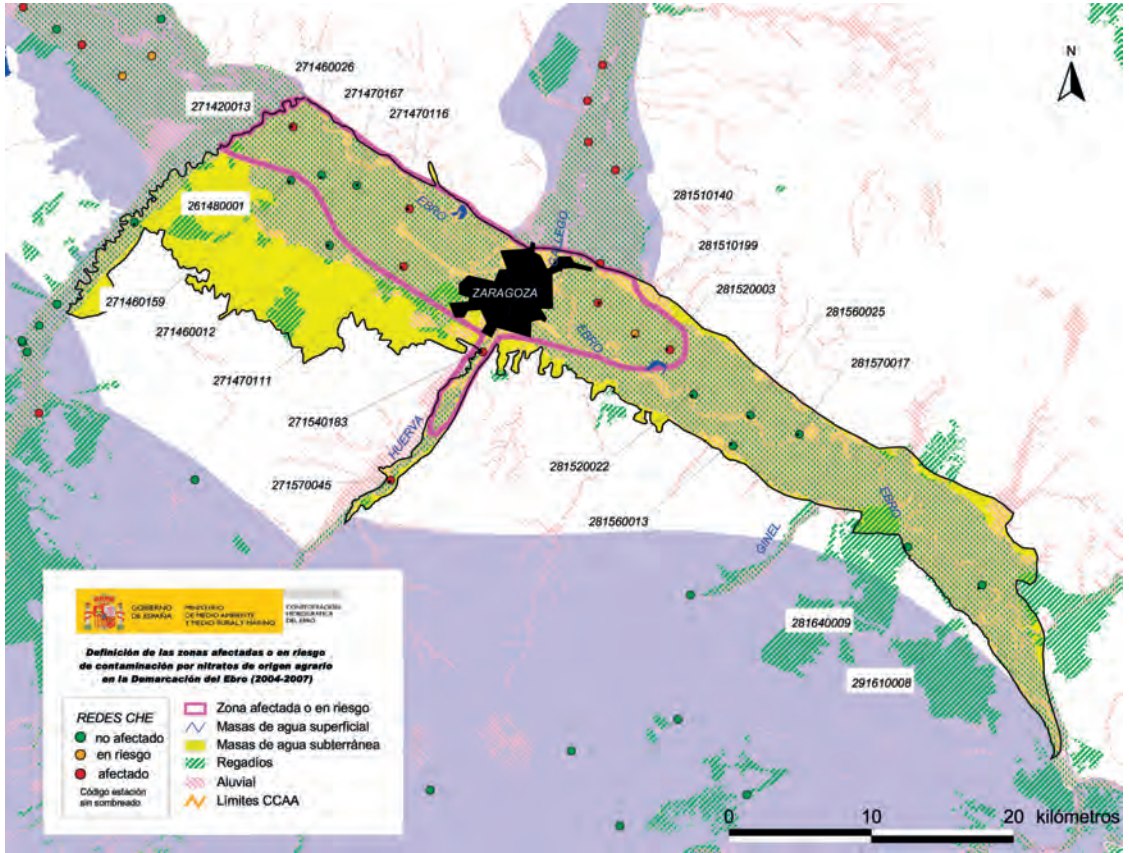 N
271460026
271470167
271470116
271420013
261480001
EBRO
GALLEGO
281510140
281510199
281520003
281560025
281570017
ZARAGOZA
EBRO
271460159
271460012
271470111
271540183
HUERVA
271570045
281520022
281560013
EBRO
GINEL
281640009
291610008
GOBIERNO
DE ESPAÑA
MINISTERIO
DE MEDIO AMBIENTE
Y MEDIO RURAL Y MARINO
CONFEDERACIÓN
HIDROGRÁFICA
DEL EBRO
Definición de las zonas afectadas o en riesgo
de contaminación por nitratos de origen agrario
en la Demarcación del Ebro (2004-2007)
REDES CHE
no afectado
en riesgo
afectado
Código estación
sin sombreado
Zona afectada o en riesgo
Masas de agua superficial
Masas de agua subterránea
Regadíos
Aluvial
Limites CCAA
0 10 20 kilómetros